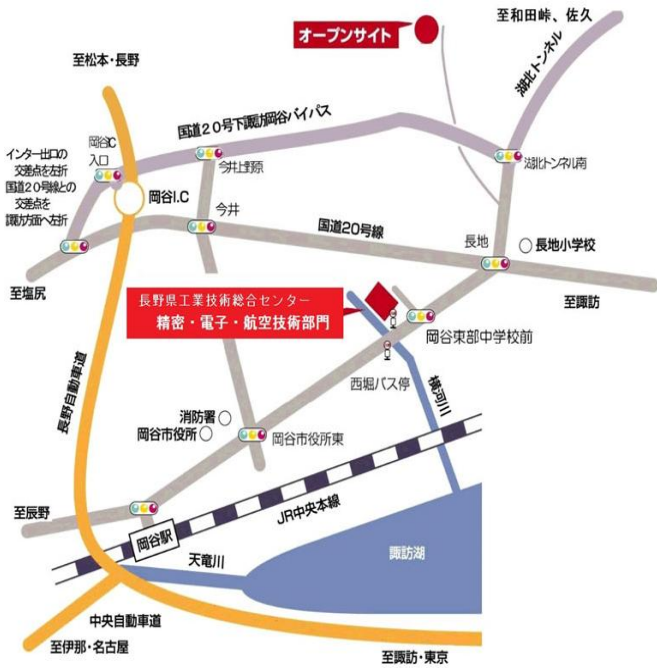 至和田峠、佐久
オープンサイト
湖北トンネル
至松本・長野
国道20号下諏訪岡谷バイパス
岡谷IC
入口
インター出口の
交差点を左折
国道20号線との
交差点を
諏訪方面へ左折
今井上野原
湖北トンネル南
岡谷I.C
今井
国道20号線
長地
長地小学校
至塩尻
至諏訪
長野県工業技術総合センター
精密・電子・航空技術部門
岡谷東部中学校前
西堀バス停
横河川
長野自動車道
消防署
岡谷市役所
岡谷市役所東
至辰野
JR中央本線
岡谷駅
天竜川
諏訪湖
中央自動車道
至伊那・名古屋
至諏訪・東京